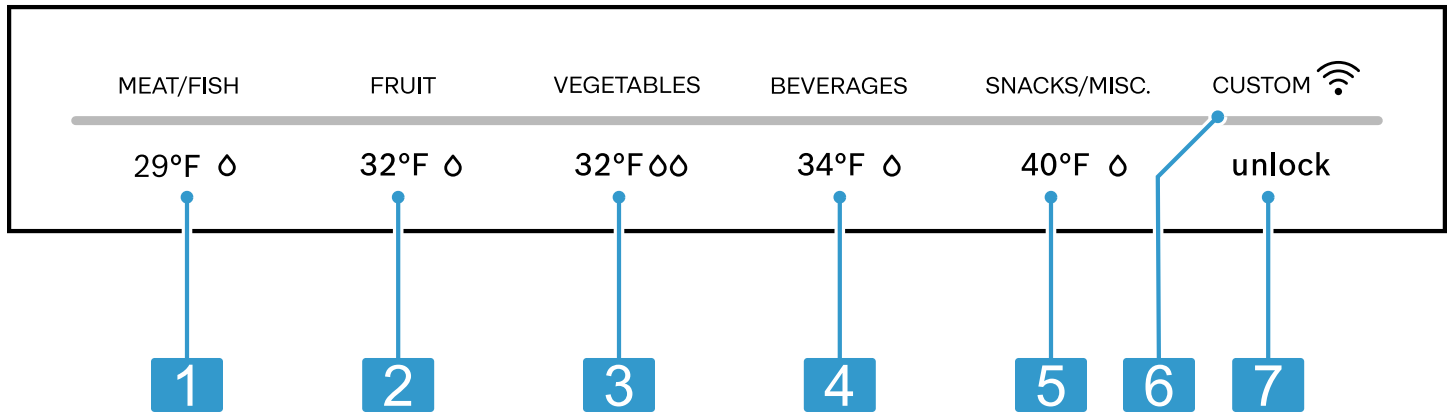 MEAT/FISH FRUIT VEGETABLES BEVERAGES SNACKS/MISC. CUSTOM
29°F 32°F 32°F 34°F 40°F unlock
1 2 3 4 5 6 7